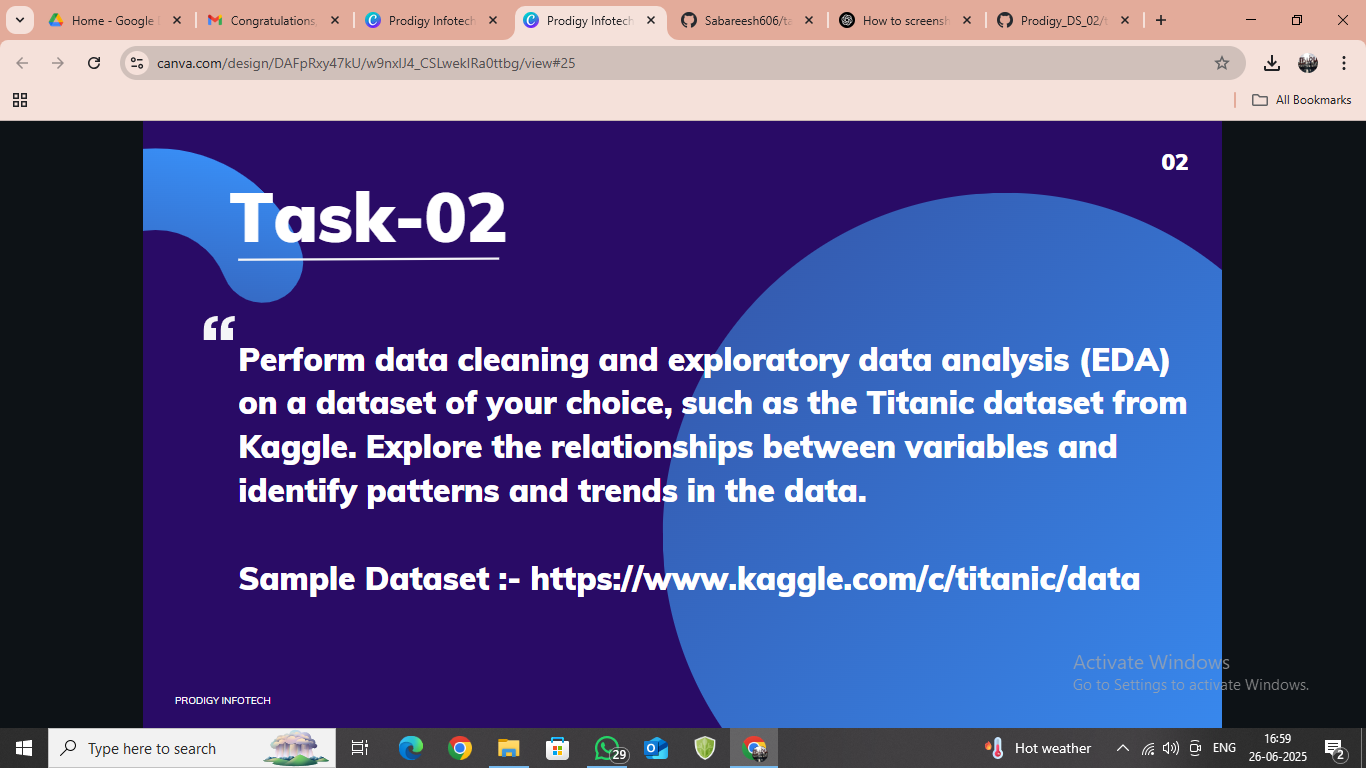 Home - Google
Congratulations,
Prodigy Infotech
Prodigy Infotech
Sabareesh606/ta
How to screensh
Prodigy_DS_02/t
canva.com/design/DAFpRxy47kU/w9nxlJ4_CSLwekIRa0ttbg/view#25
All Bookmarks
02
Task-02
“
Perform data cleaning and exploratory data analysis (EDA)
on a dataset of your choice, such as the Titanic dataset from
Kaggle. Explore the relationships between variables and
identify patterns and trends in the data.
Sample Dataset :- https://www.kaggle.com/c/titanic/data
Activate Windows
Go to Settings to activate Windows.
PRODIGY INFOTECH
Type here to search
29
Hot weather
ENG
16:59
26-06-2025
2